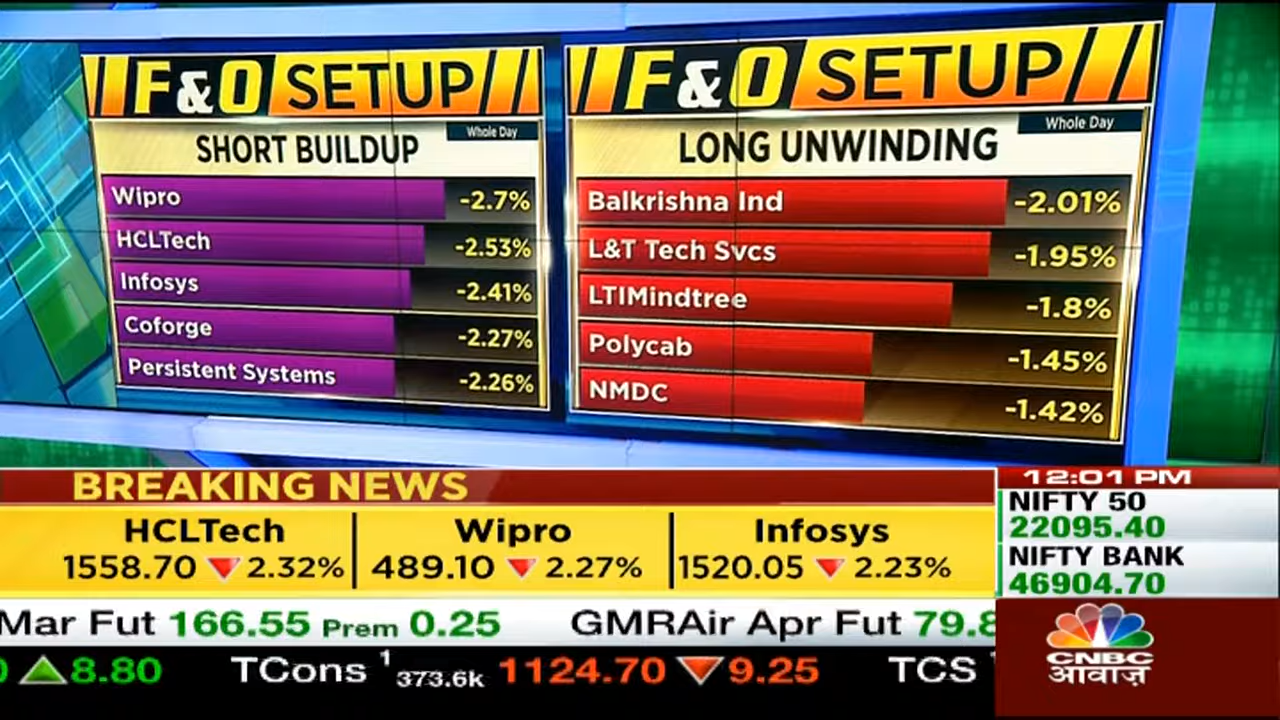 F&O SETUP
Whole Day
SHORT BUILDUP
Wipro -2.7%
HCLTech -2.53%
Infosys -2.41%
Coforge -2.27%
Persistent Systems -2.26%
F&O SETUP
Whole Day
LONG UNWINDING
Balkrishna Ind -2.01%
L&T Tech Svcs -1.95%
LTIMindtree -1.8%
Polycab -1.45%
NMDC -1.42%
BREAKING NEWS
HCLTech
1558.70 ▼ 2.32%
Wipro
489.10 ▼ 2.27%
Infosys
1520.05 ▼ 2.23%
12:01 PM
NIFTY 50
22095.40
NIFTY BANK
46904.70
Mar Fut 166.55 Prem 0.25 GMRAir Apr Fut 79.8
▲8.80 TCons 1 373.6k 1124.70 ▼9.25 TCS
CNBC
आवाज़